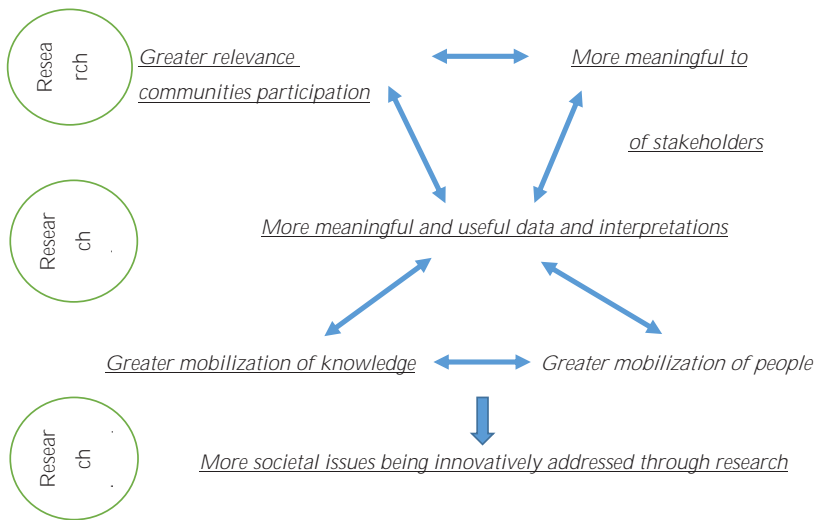 Resea
rch
Greater relevance
More meaningful to
communities participation
of stakeholders
Resear
ch
More meaningful and useful data and interpretations
Greater mobilization of knowledge
Greater mobilization of people
Resear
ch
More societal issues being innovatively addressed through research